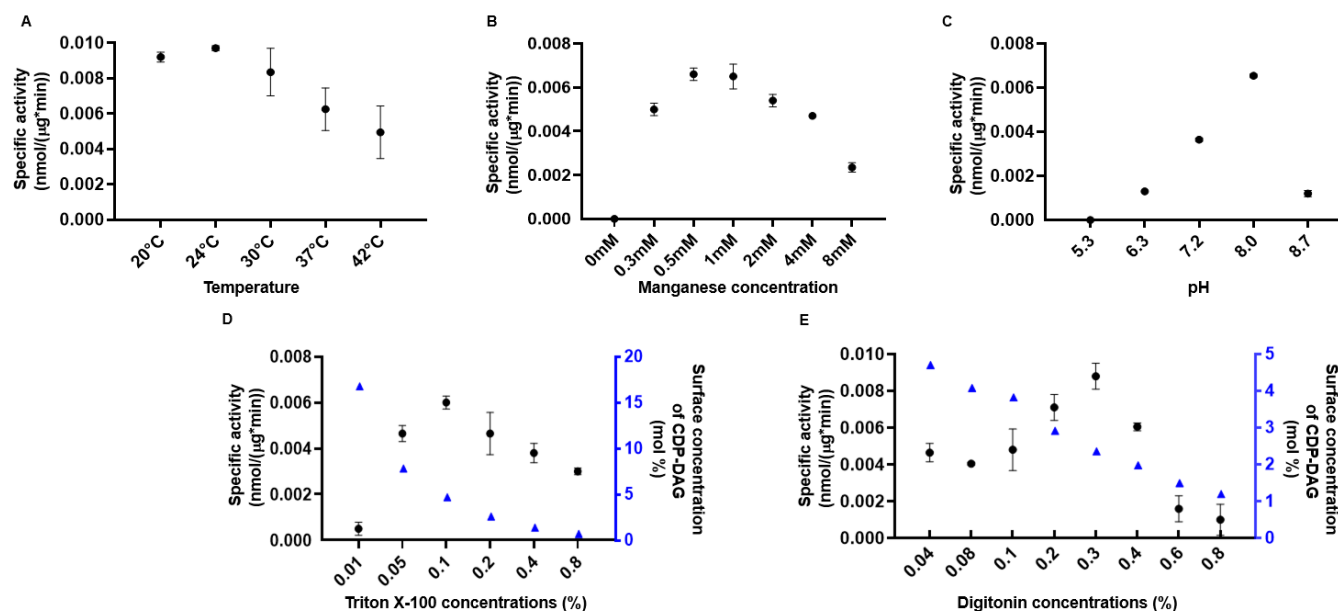 A
Specific activity
(nmol/(μg*min))
0.010
0.008
0.006
0.004
0.002
0.000
20°C
24°C
30°C
37°C
42°C
Temperature
B
Specific activity
(nmol/(μg*min))
0.008
0.006
0.004
0.002
0.000
0mM
0.3mM
0.5mM
1mM
2mM
4mM
8mM
Manganese concentration
C
Specific activity
(nmol/(μg*min))
0.008
0.006
0.004
0.002
0.000
5.3
6.3
7.2
8.0
8.7
pH
D
Specific activity
(nmol/(μg*min))
0.008
0.006
0.004
0.002
0.000
0.01
0.05
0.1
0.2
0.4
0.8
Triton X-100 concentrations (%)
20
15
10
5
0
Surface concentration
of CDP-DAG
(mol %)
E
Specific activity
(nmol/(μg*min))
0.010
0.008
0.006
0.004
0.002
0.000
0.04
0.08
0.1
0.2
0.3
0.4
0.6
0.8
Digitonin concentrations (%)
5
4
3
2
1
0
Surface concentration
of CDP-DAG
(mol %)